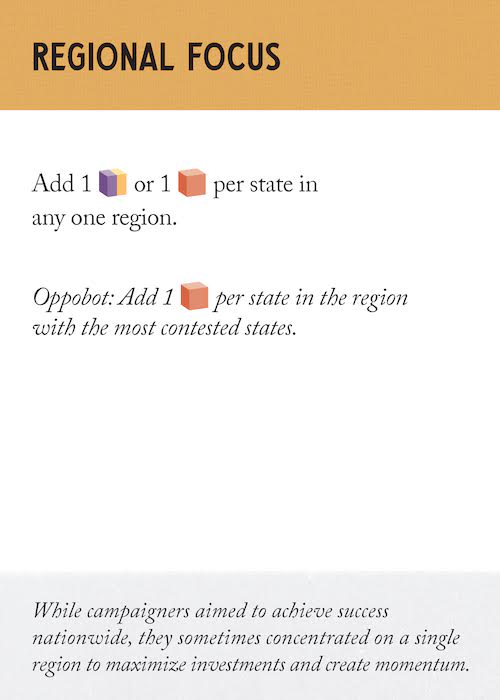 REGIONAL FOCUS
Add 1 or 1 per state in
any one region.
Oppobot: Add 1 per state in the region
with the most contested states.
While campaigners aimed to achieve success
nationwide, they sometimes concentrated on a single
region to maximize investments and create momentum.